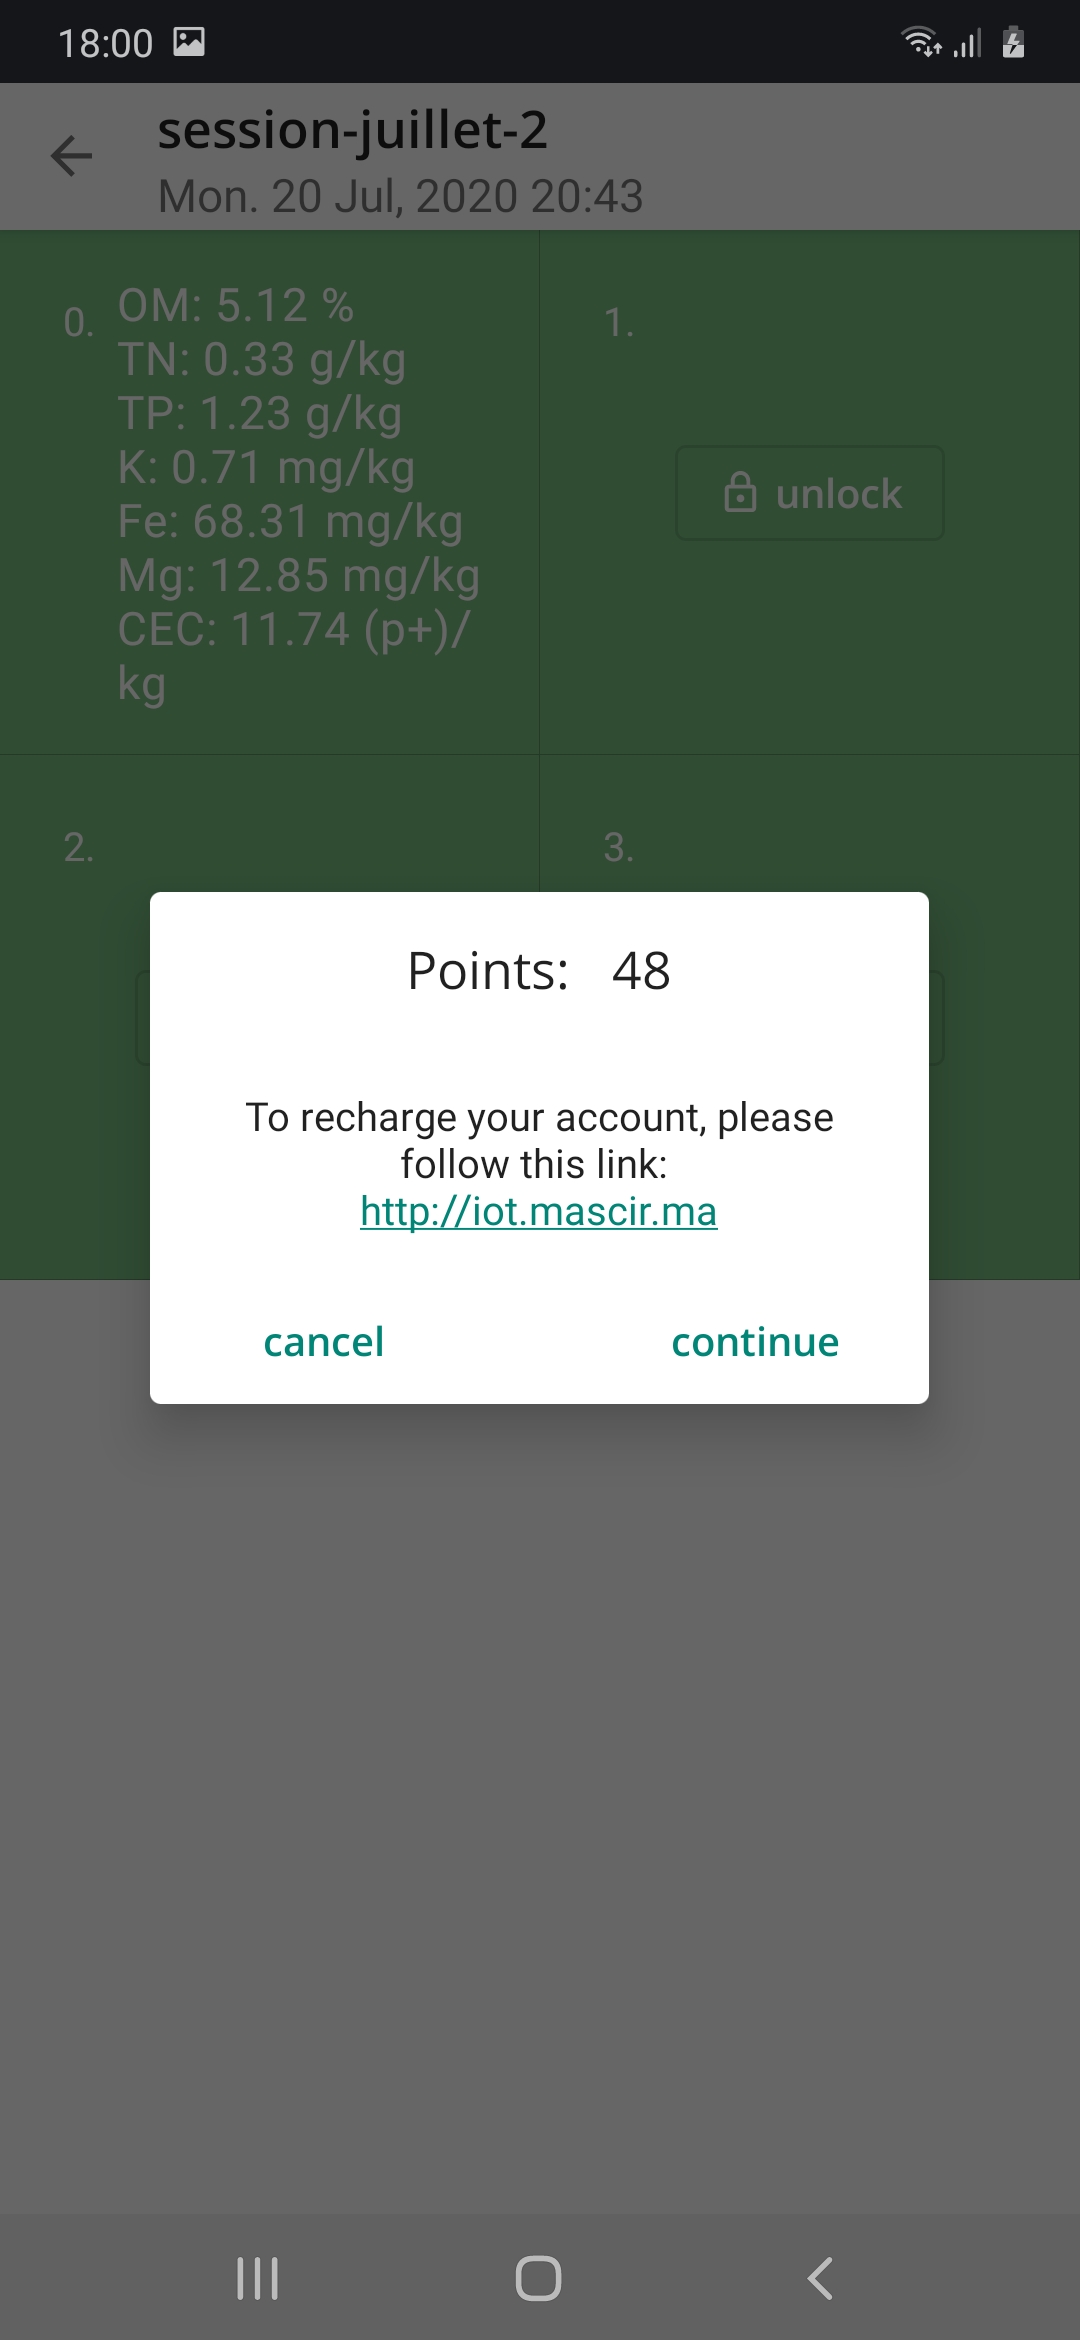 18:00
session-juillet-2
Mon. 20 Jul, 2020 20:43
0.
OM: 5.12 %
TN: 0.33 g/kg
TP: 1.23 g/kg
K: 0.71 mg/kg
Fe: 68.31 mg/kg
Mg: 12.85 mg/kg
CEC: 11.74 (p+)/
kg
1.
unlock
2.
3.
Points: 48
To recharge your account, please
follow this link:
http://iot.mascir.ma
cancel
continue